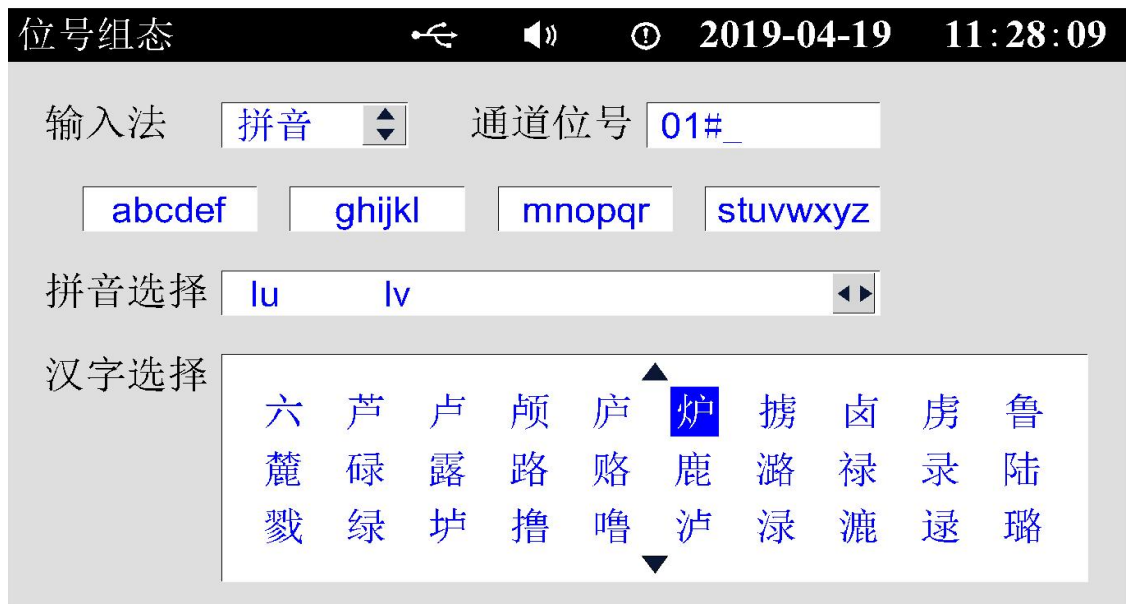 位号组态 2019-04-19 11:28:09
输入法 拼音 通道位号 01#_
abcdef ghijkl mnopqr stuvwxyz
拼音选择 lu lv
汉字选择
六 芦 卢 颅 庐 炉 掳 卤 虏 鲁
麓 碌 露 路 赂 鹿 潞 禄 录 陆
戮 绿 垆 撸 噜 泸 渌 漉 逯 璐